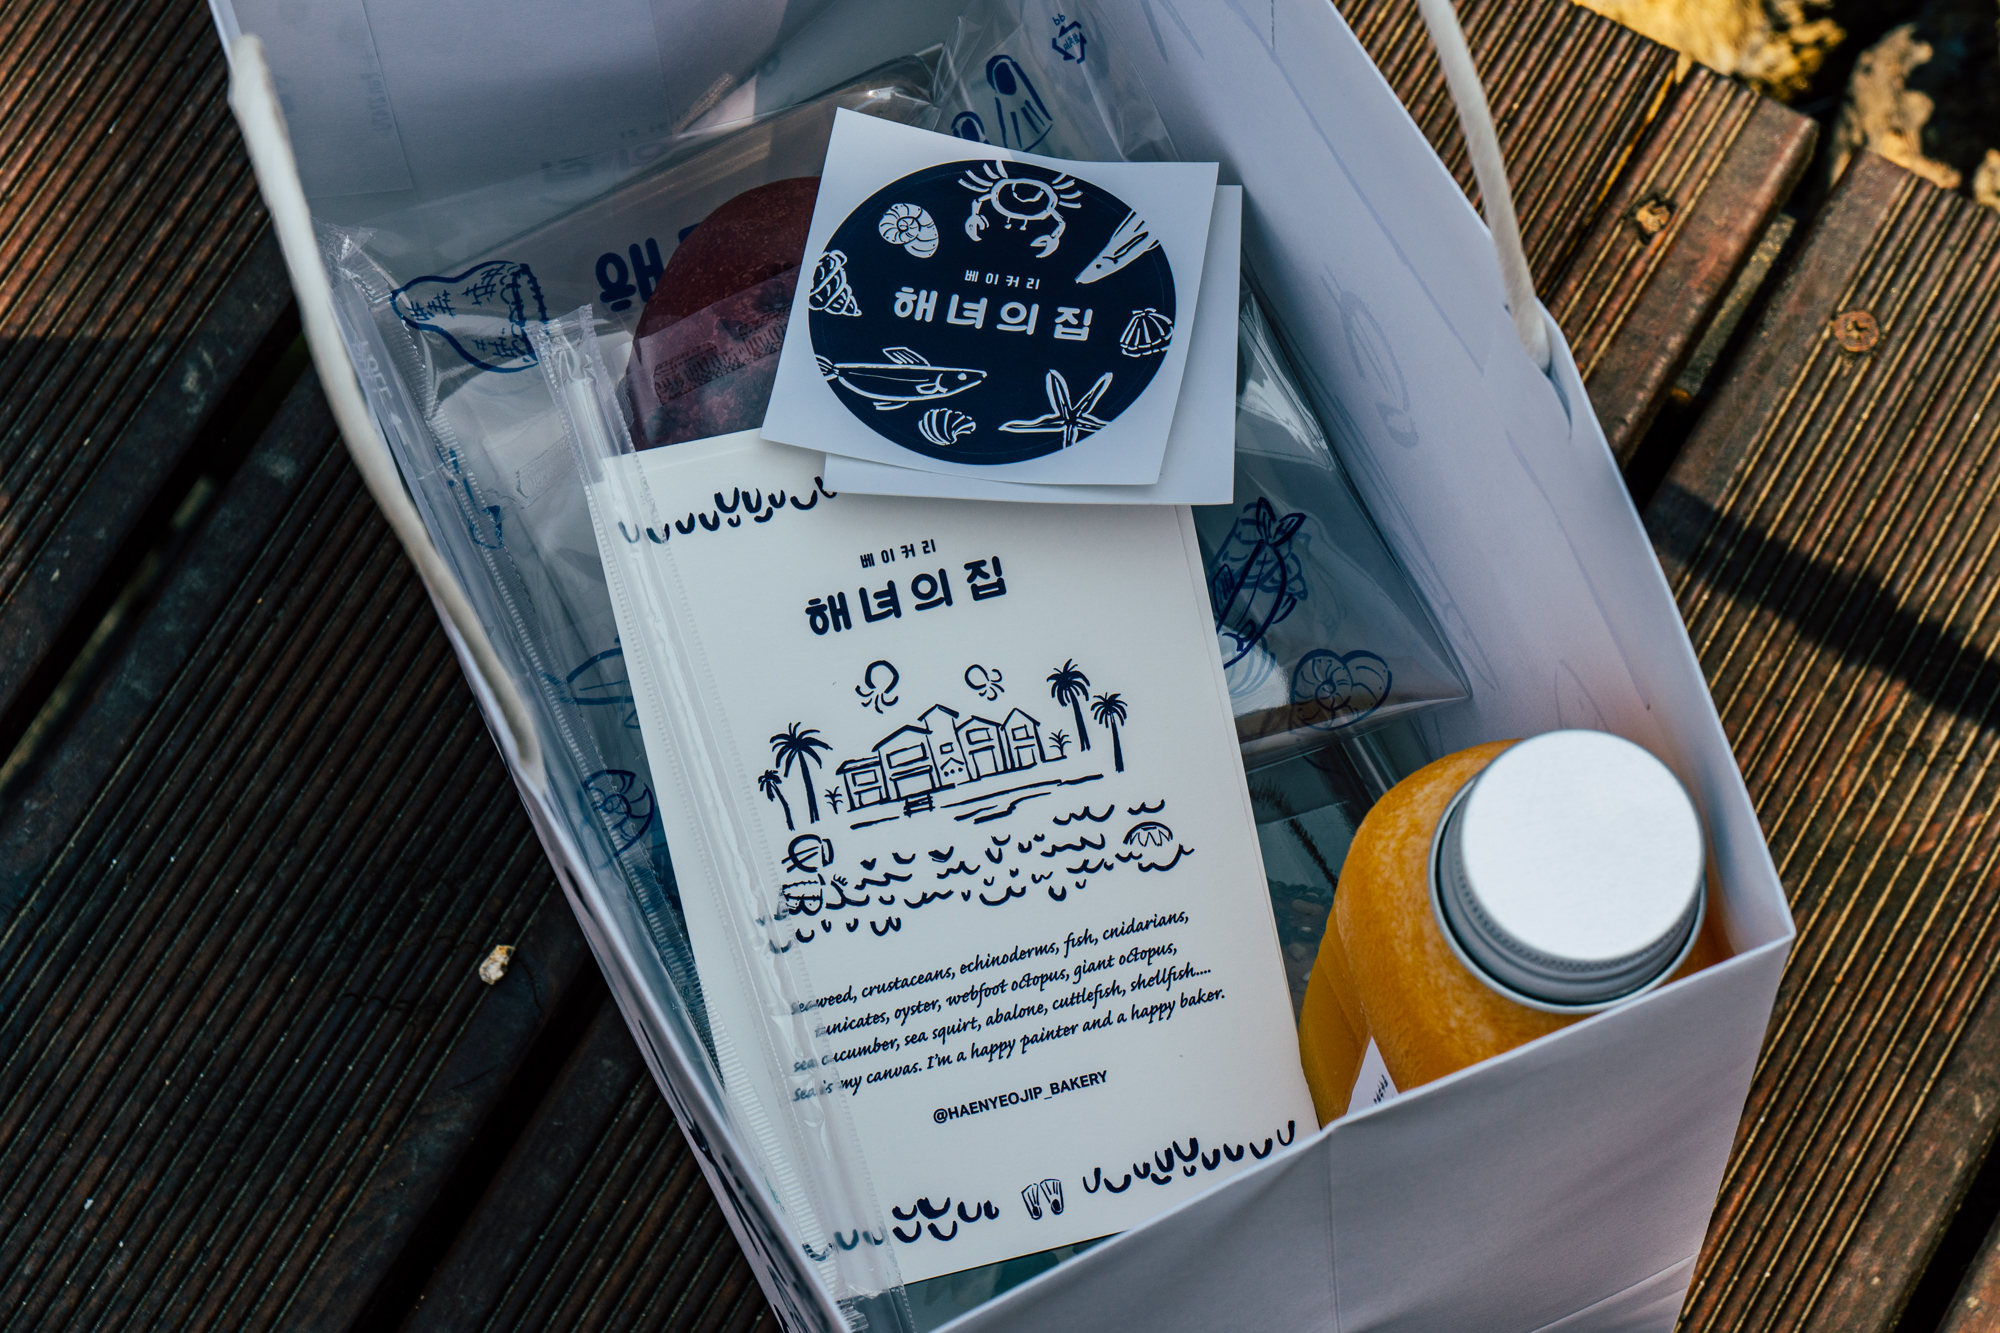 베이커리
해녀의 집
해
베이커리
해녀의 집
Seaweed, crustaceans, echinoderms, fish, cnidarians,
tunicates, oyster, webfoot octopus, giant octopus,
sea cucumber, sea squirt, abalone, cuttlefish, shellfish....
Sea is my canvas. I'm a happy painter and a happy baker.
@HAENYEOJIP_BAKERY